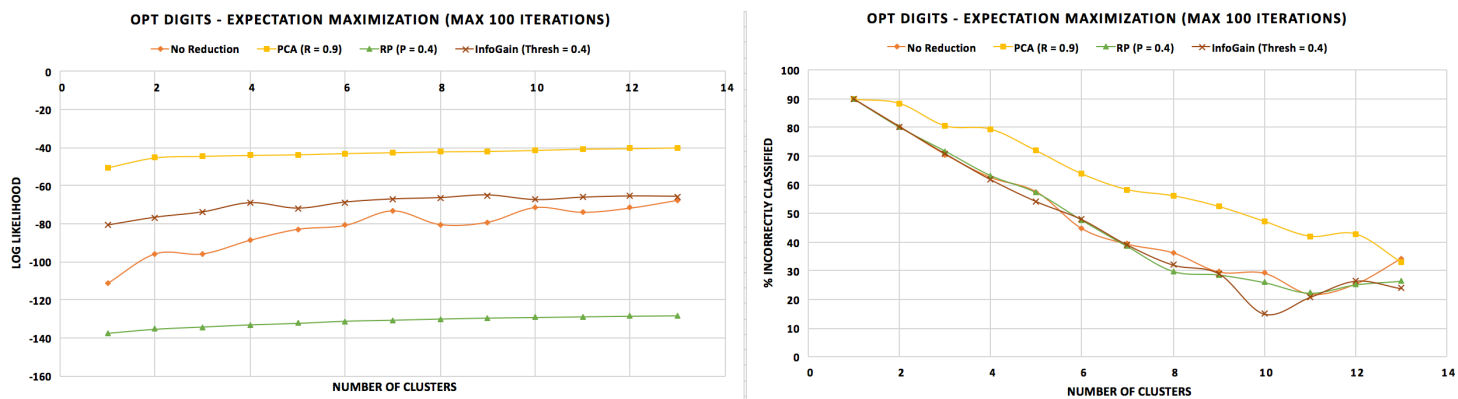 OPT DIGITS - EXPECTATION MAXIMIZATION (MAX 100 ITERATIONS)
No Reduction PCA (R = 0.9) RP (P = 0.4) InfoGain (Thresh = 0.4)
0
0 2 4 6 8 10 12 14
-20
-40
-60
-80
-100
-120
-140
-160
LOG LIKELIHOOD
NUMBER OF CLUSTERS
OPT DIGITS - EXPECTATION MAXIMIZATION (MAX 100 ITERATIONS)
No Reduction PCA (R = 0.9) RP (P = 0.4) InfoGain (Thresh = 0.4)
100
90
80
70
60
50
40
30
20
10
0
0 2 4 6 8 10 12 14
% INCORRECTLY CLASSIFIED
NUMBER OF CLUSTERS